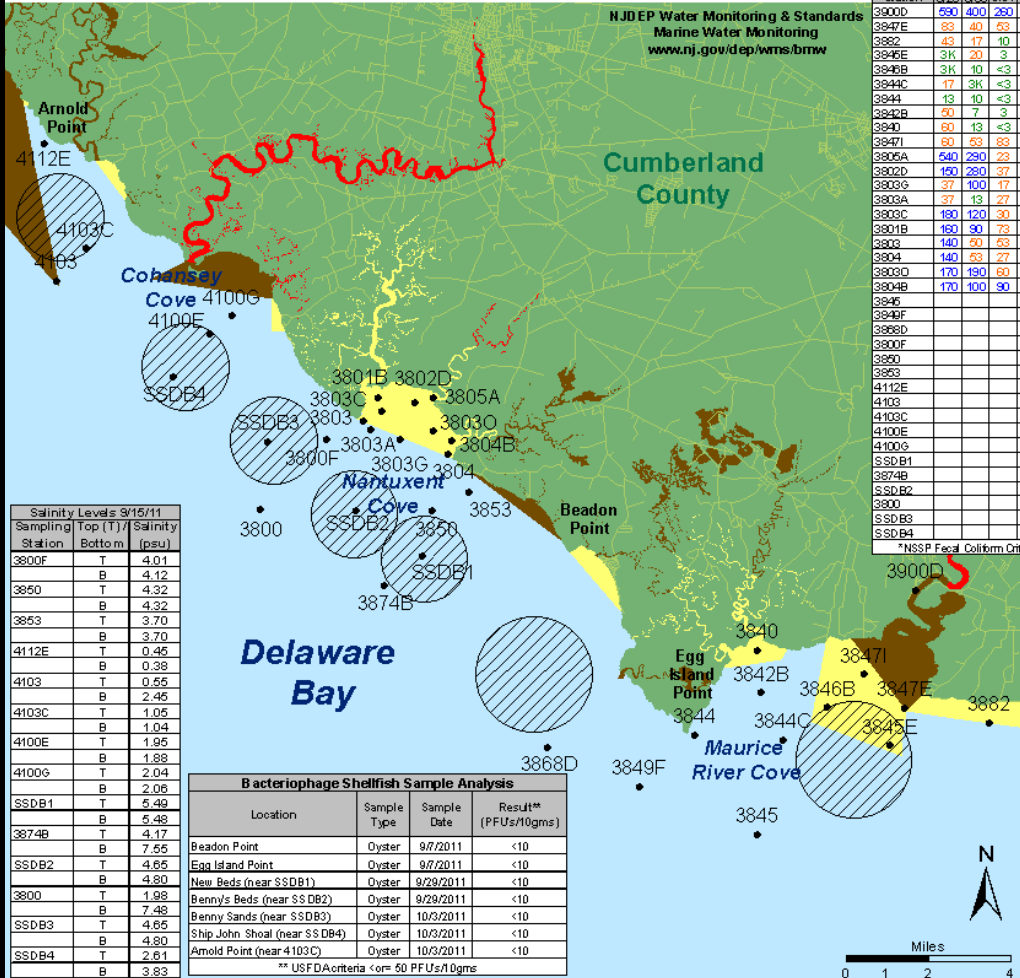 NJDEP Water Monitoring & Standards
Marine Water Monitoring
www.nj.gov/dep/wms/bmw
3900D 590 400 260
3847E 83 40 53
3882 43 17 10
3845E 3K 20 3
3846B 3K 10 <3
3844C 17 3K <3
3844 13 10 <3
3842B 50 7 3
3840 60 13 <3
3847I 60 53 83
3805A 540 290 23
3802D 150 280 37
3803G 37 100 17
3803A 37 13 27
3803C 180 120 30
3801B 160 90 73
3803 140 50 53
3804 140 53 27
3803O 170 190 60
3804B 170 100 90
3845
3849F
3868D
3800F
3850
3853
4112E
4103
4103C
4100E
4100G
SSDB1
3874B
SSDB2
3800
SSDB3
SSDB4
*NSSP Fecal Coliform Crit
Arnold
Point
4112E
4103C
4103
Cumberland
County
Cohansey
Cove
4100G
4100E
SSDB4
3801B
3802D
3803C
3805A
3803
SSDB3
3803O
3803A
3804B
3800F
3803G
3804
Nantuxent
Cove
3853
3800
SSDB2
3850
Beadon
Point
SSDB1
3874B
3900D
Delaware
Bay
3840
3847I
Egg
Island
Point
3842B
3846B
3847E
3882
3844
3844C
3845E
Maurice
River Cove
3868D
3849F
3845
Salinity Levels 9/15/11
Sampling Top (T) / Salinity
Station Bottom (psu)
3800F T 4.01
B 4.12
3850 T 4.32
B 4.32
3853 T 3.70
B 3.70
4112E T 0.45
B 0.38
4103 T 0.55
B 2.45
4103C T 1.05
B 1.04
4100E T 1.95
B 1.88
4100G T 2.04
B 2.06
SSDB1 T 5.49
B 5.48
3874B T 4.17
B 7.55
SSDB2 T 4.65
B 4.80
3800 T 1.98
B 7.48
SSDB3 T 4.65
B 4.80
SSDB4 T 2.61
B 3.83
Bacteriophage Shellfish Sample Analysis
Location Sample Type Sample Date Result** (PFU's/10gms)
Beadon Point Oyster 9/7/2011 <10
Egg Island Point Oyster 9/7/2011 <10
New Beds (near SSDB1) Oyster 9/29/2011 <10
Benny's Beds (near SSDB2) Oyster 9/29/2011 <10
Benny Sands (near SSDB3) Oyster 10/3/2011 <10
Ship John Shoal (near SSDB4) Oyster 10/3/2011 <10
Arnold Point (near 4103C) Oyster 10/3/2011 <10
** USFDAcriteria <or= 50 PFU's/10gms
N
Miles
0 1 2 4